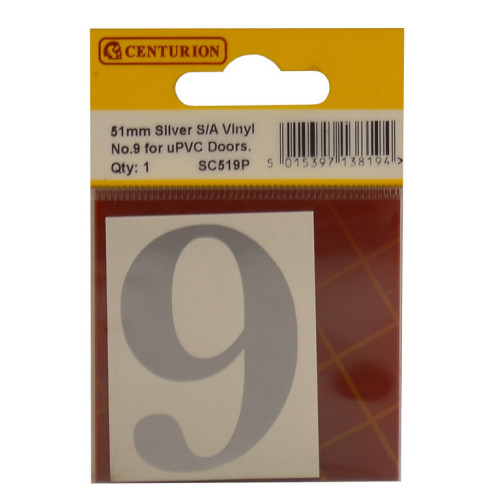 CENTURION
51mm Silver S/A Vinyl
No.9 for uPVC Doors.
Qty: 1 SC519P
5 015397 138194 >
9